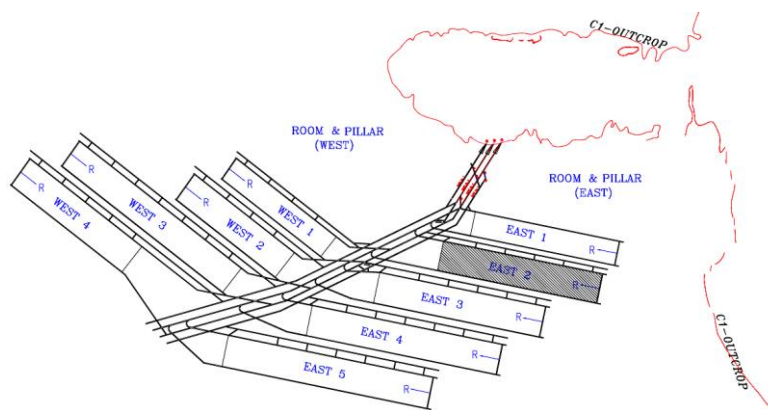 C1-OUTCROP
ROOM & PILLAR
(WEST)
ROOM & PILLAR
(EAST)
R
R
R
R
WEST 1
WEST 2
WEST 3
WEST 4
EAST 1
R
EAST 2
R
EAST 3
R
EAST 4
R
EAST 5
R
C1-OUTCROP